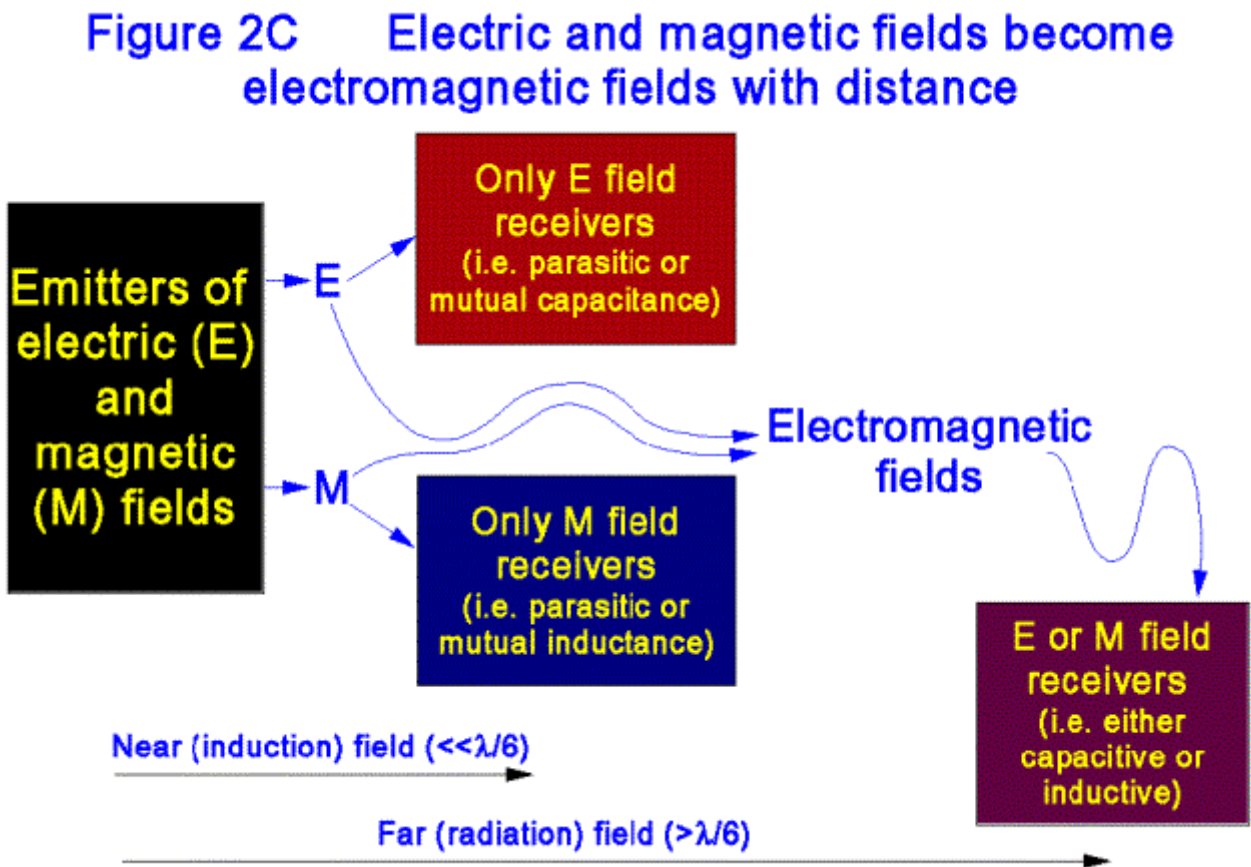 Figure 2C Electric and magnetic fields become
electromagnetic fields with distance
Emitters of
electric (E)
and
magnetic
(M) fields
E
M
Only E field
receivers
(i.e. parasitic or
mutual capacitance)
Only M field
receivers
(i.e. parasitic or
mutual inductance)
Electromagnetic
fields
E or M field
receivers
(i.e. either
capacitive or
inductive)
Near (induction) field (<<λ/6)
Far (radiation) field (>λ/6)